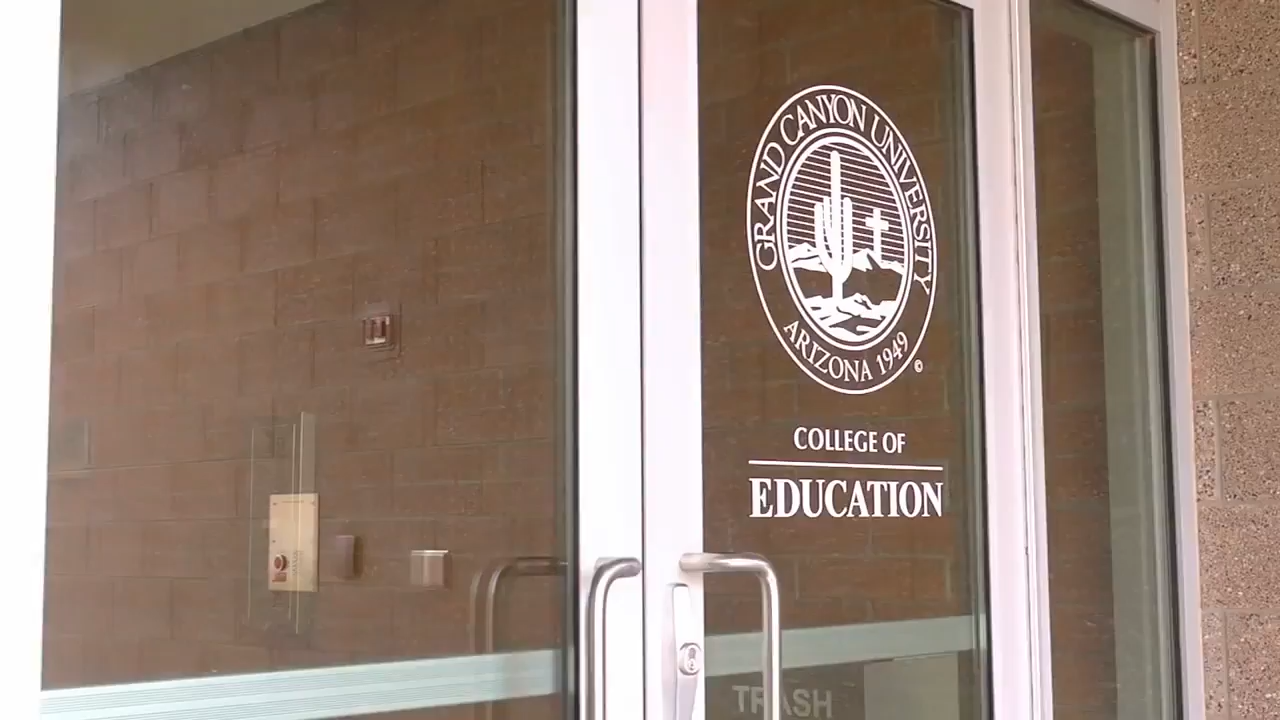 GRAND CANYON UNIVERSITY
ARIZONA 1949
©
COLLEGE OF
EDUCATION
TRASH